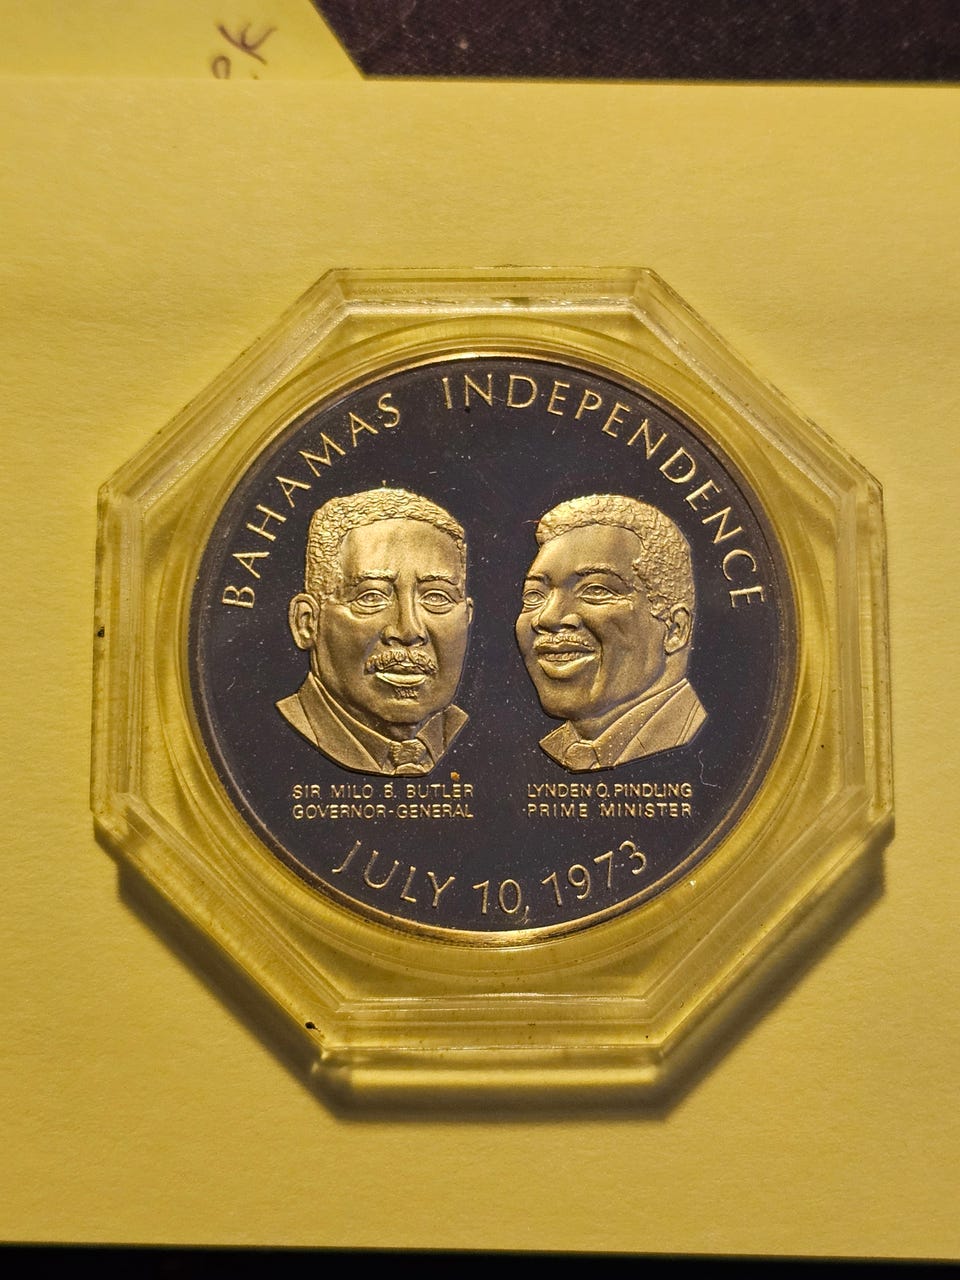 BAHAMAS INDEPENDENCE
SIR MILO B. BUTLER
GOVERNOR-GENERAL
LYNDEN O. PINDLING
PRIME MINISTER
JULY 10, 1973